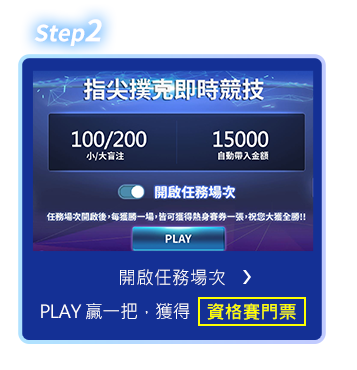 Step2
指尖撲克即時競技
100/200 15000
小/大盲注 自動帶入金額
開啟任務場次
任務場次開啟後,每獲勝一場,皆可獲得熱身賽券一張,祝您大獲全勝!!
PLAY
開啟任務場次 ❯
PLAY 贏一把，獲得 資格賽門票